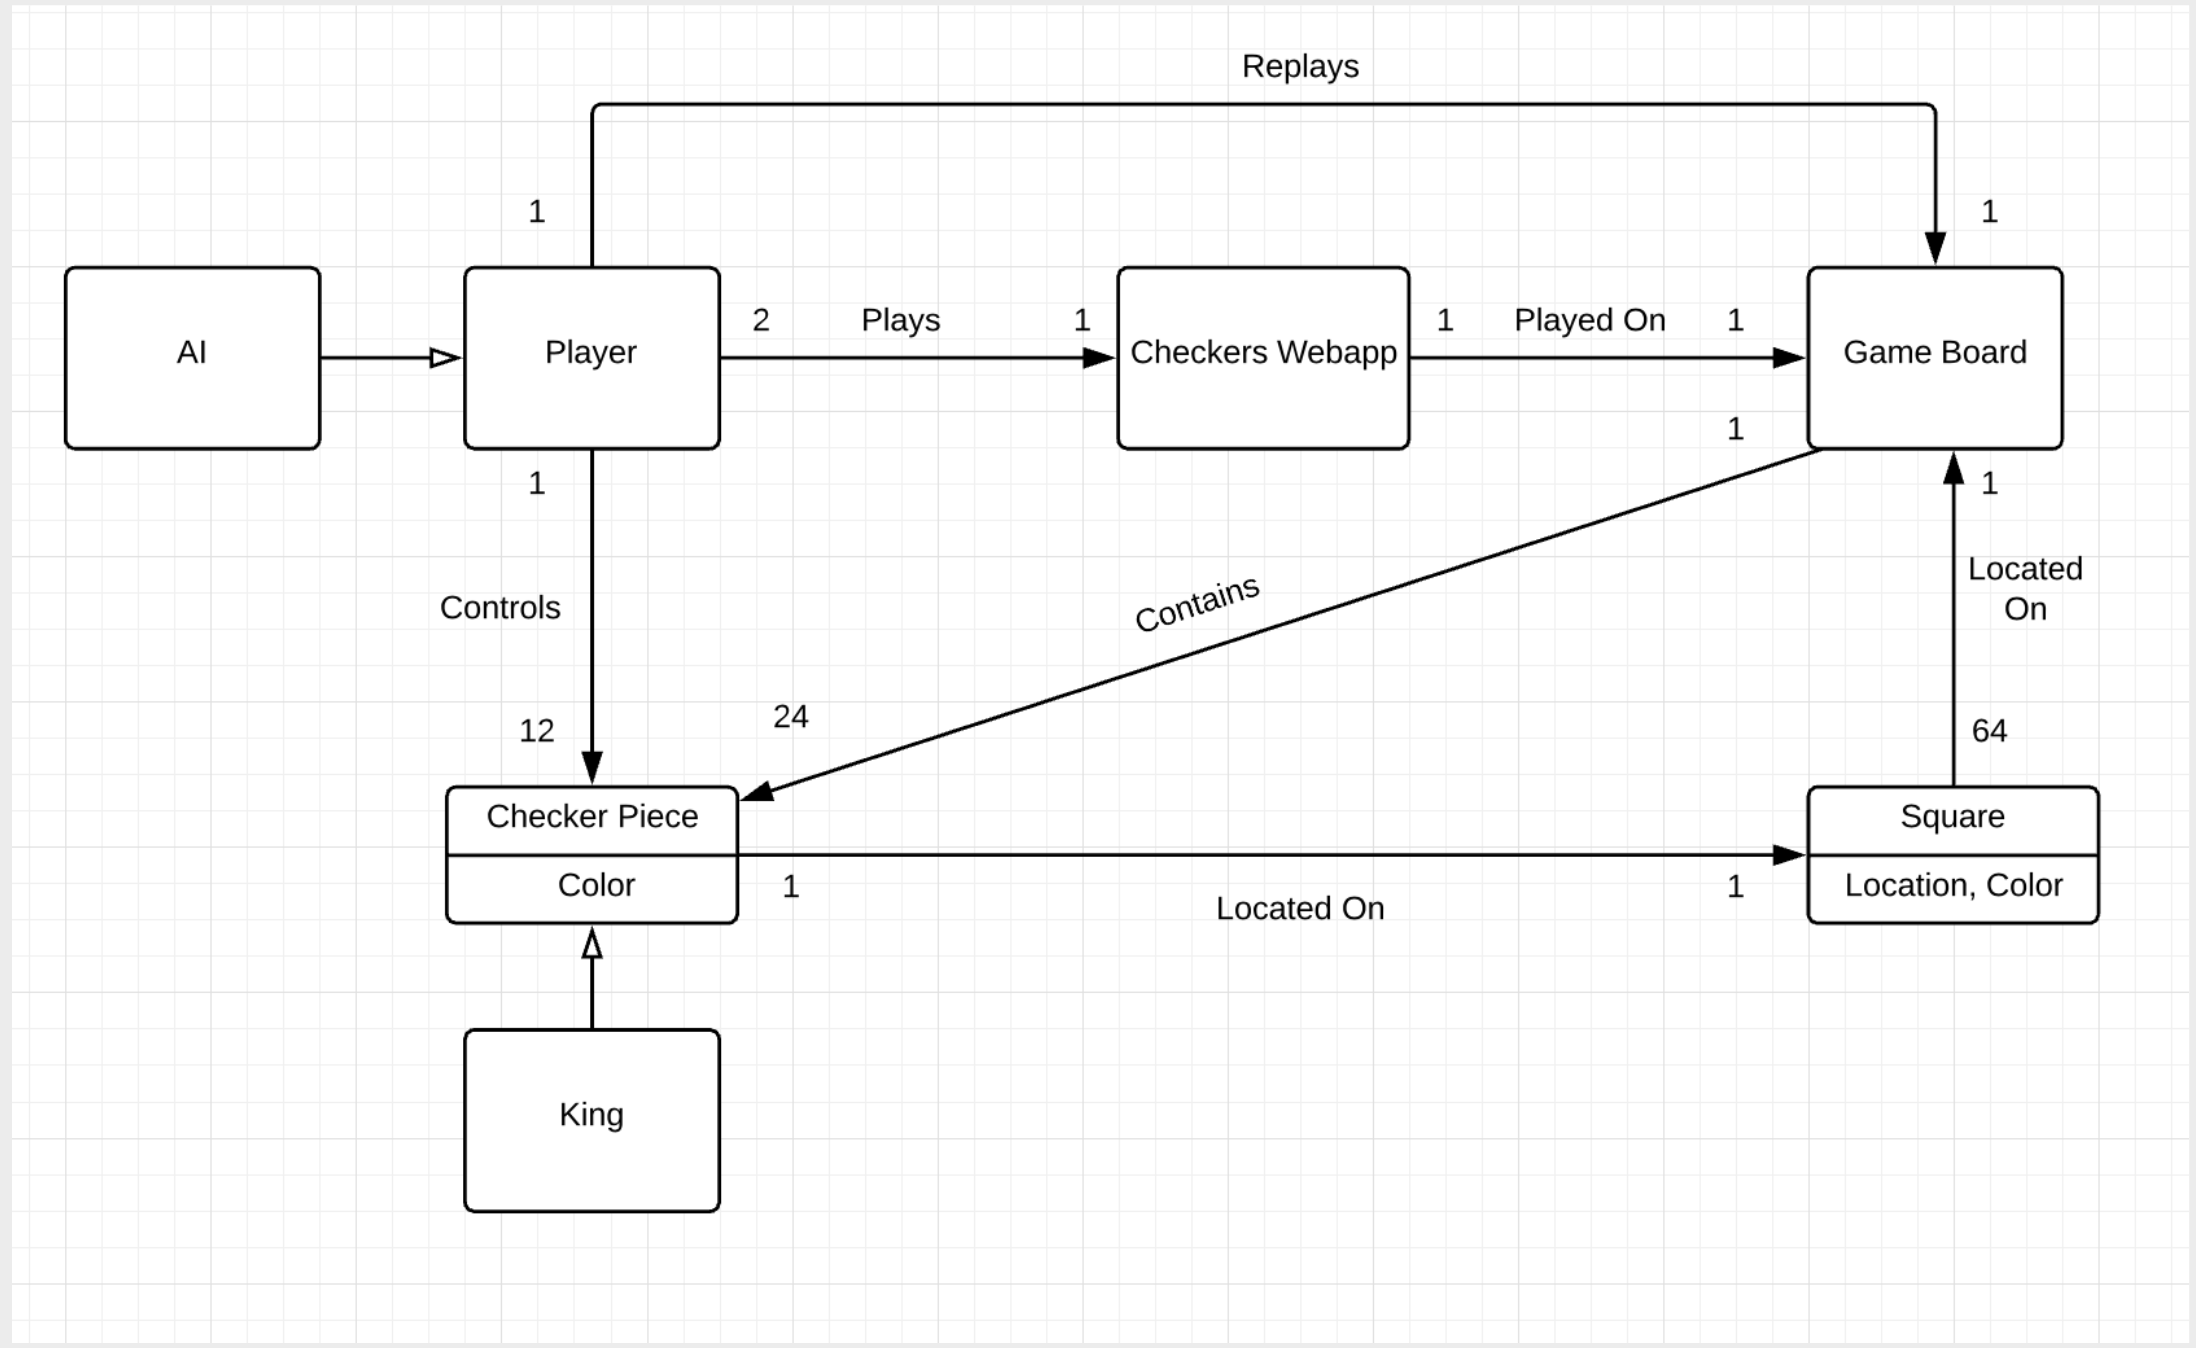 Replays
1
1
AI
Player
2
Plays
1
Checkers Webapp
1
Played On
1
Game Board
1
1
1
Controls
Contains
Located
On
12
24
64
Checker Piece
Color
1
Located On
1
Square
Location, Color
King